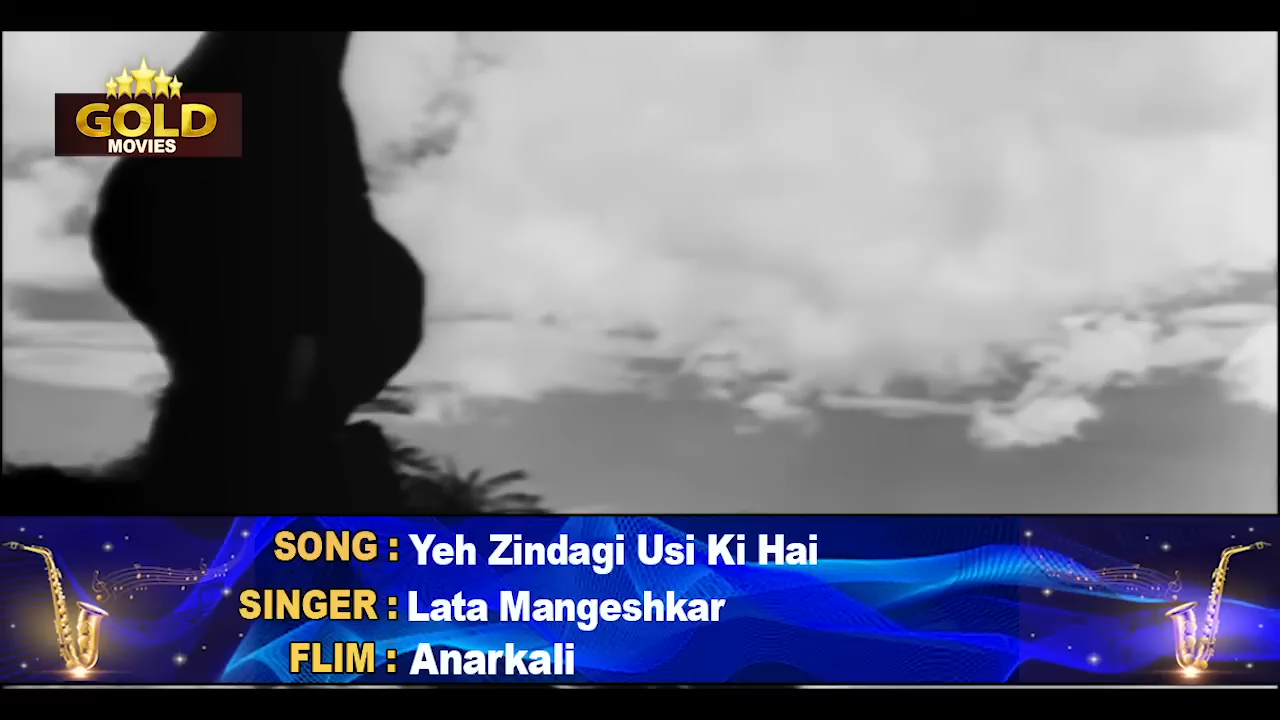 GOLD
MOVIES
SONG : Yeh Zindagi Usi Ki Hai
SINGER : Lata Mangeshkar
FLIM : Anarkali